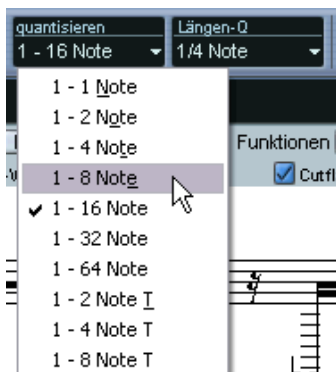 quantisieren Längen-Q
1 - 16 Note 1/4 Note
1 - 1 Note
1 - 2 Note
1 - 4 Note
Funktionen
1 - 8 Note
Cutfl
1 - 16 Note
1 - 32 Note
1 - 64 Note
1 - 2 Note T
1 - 4 Note T
1 - 8 Note T